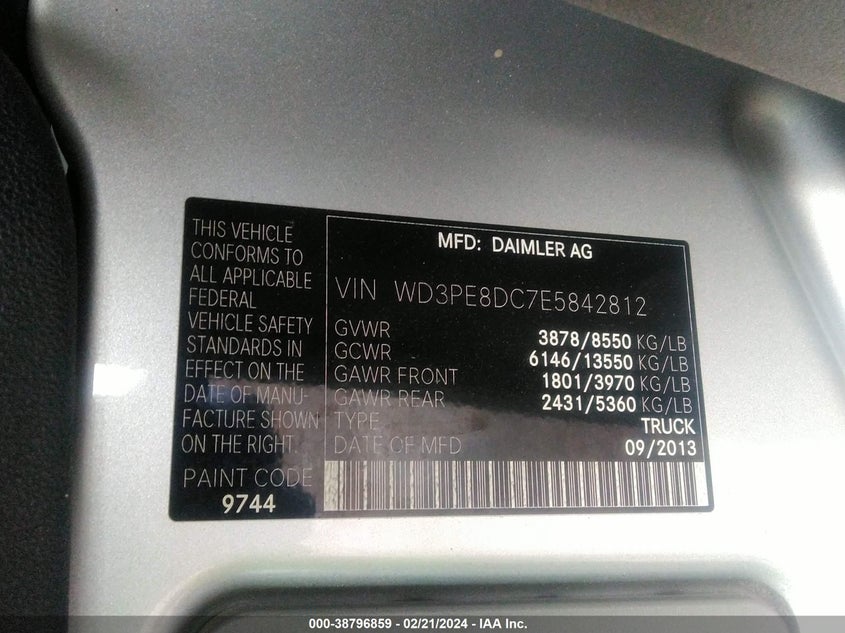 THIS VEHICLE
CONFORMS TO
ALL APPLICABLE
FEDERAL
VEHICLE SAFETY
STANDARDS IN
EFFECT ON THE
DATE OF MANU-
FACTURE SHOWN
ON THE RIGHT.
PAINT CODE
9744
MFD: DAIMLER AG
VIN WD3PE8DC7E5842812
GVWR 3878/8550 KG/LB
GCWR 6146/13550 KG/LB
GAWR FRONT 1801/3970 KG/LB
GAWR REAR 2431/5360 KG/LB
TYPE TRUCK
DATE OF MFD 09/2013
000-38796859 - 02/21/2024 - IAA Inc.